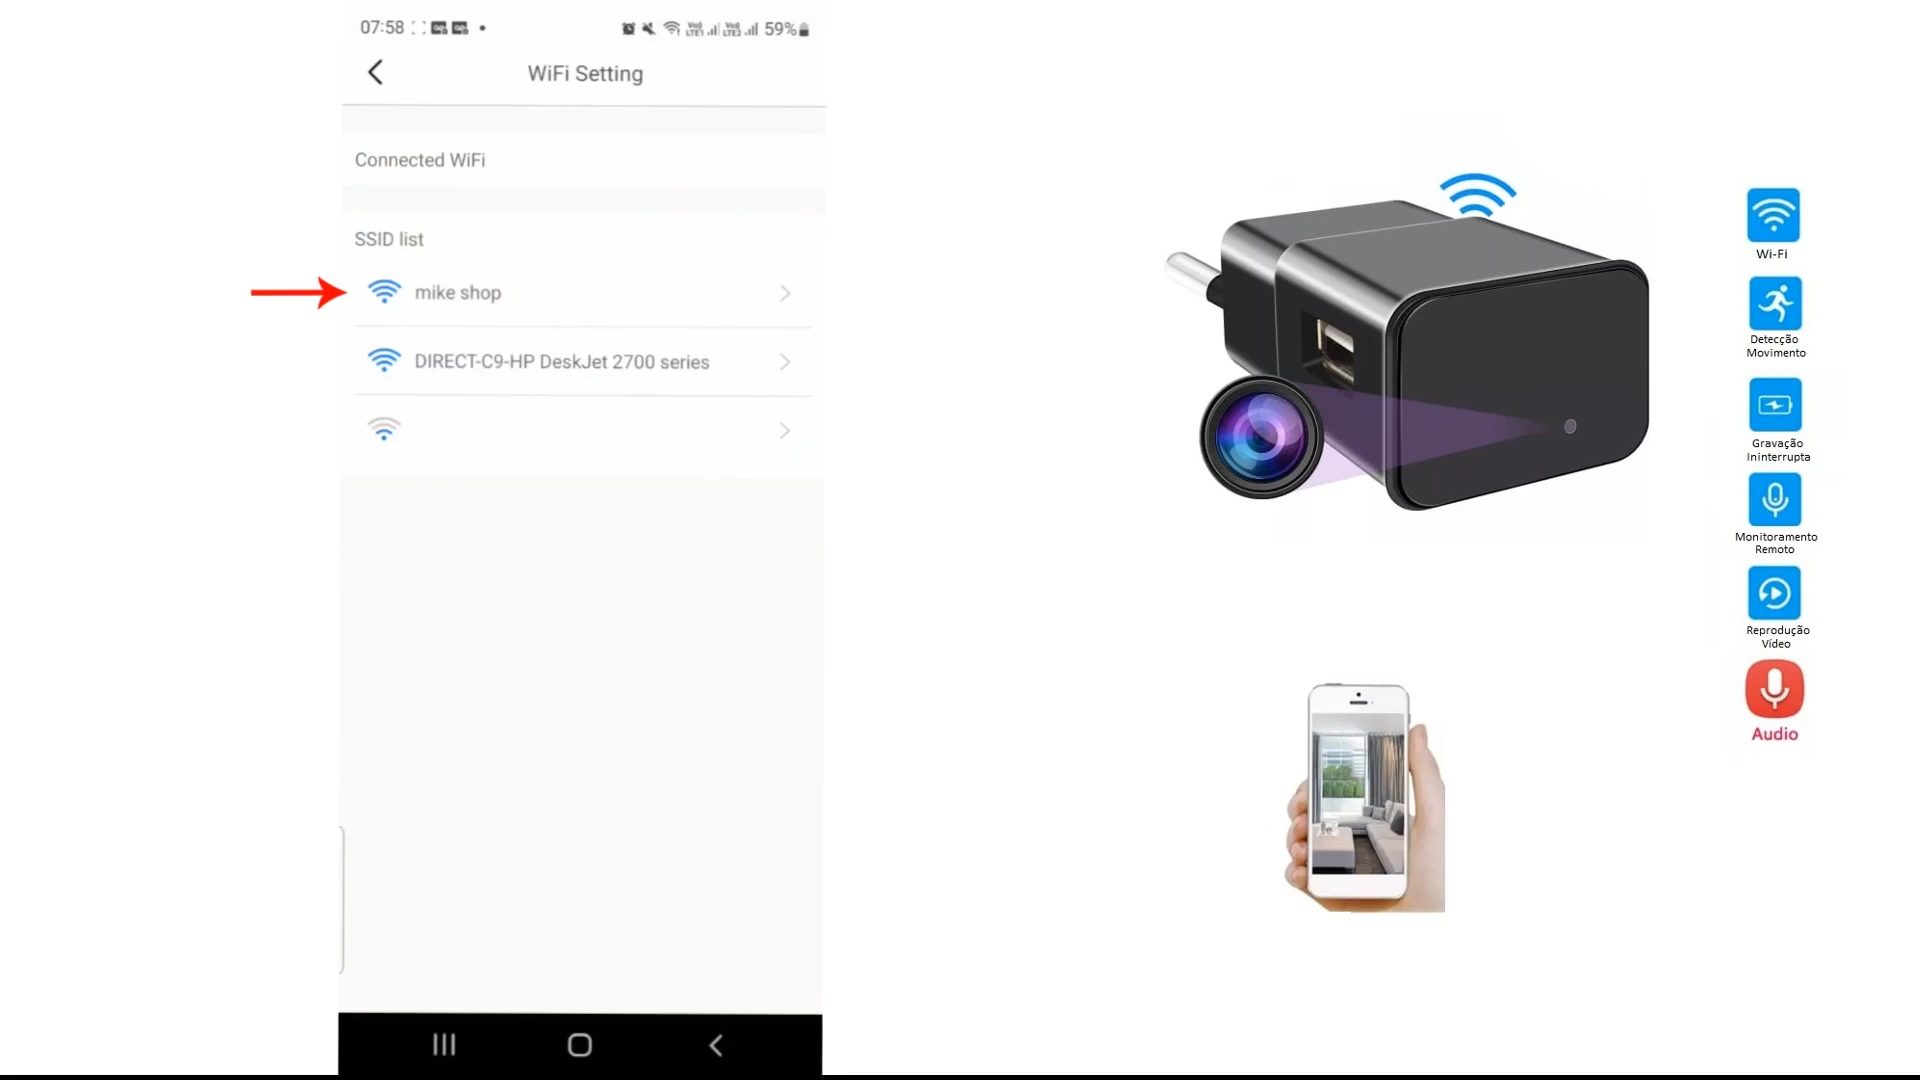 07:58
59%
WiFi Setting
Connected WiFi
SSID list
mike shop
DIRECT-C9-HP DeskJet 2700 series
Wi-Fi
Detecção
Movimento
Gravação
Ininterrupta
Monitoramento
Remoto
Reprodução
Vídeo
Audio